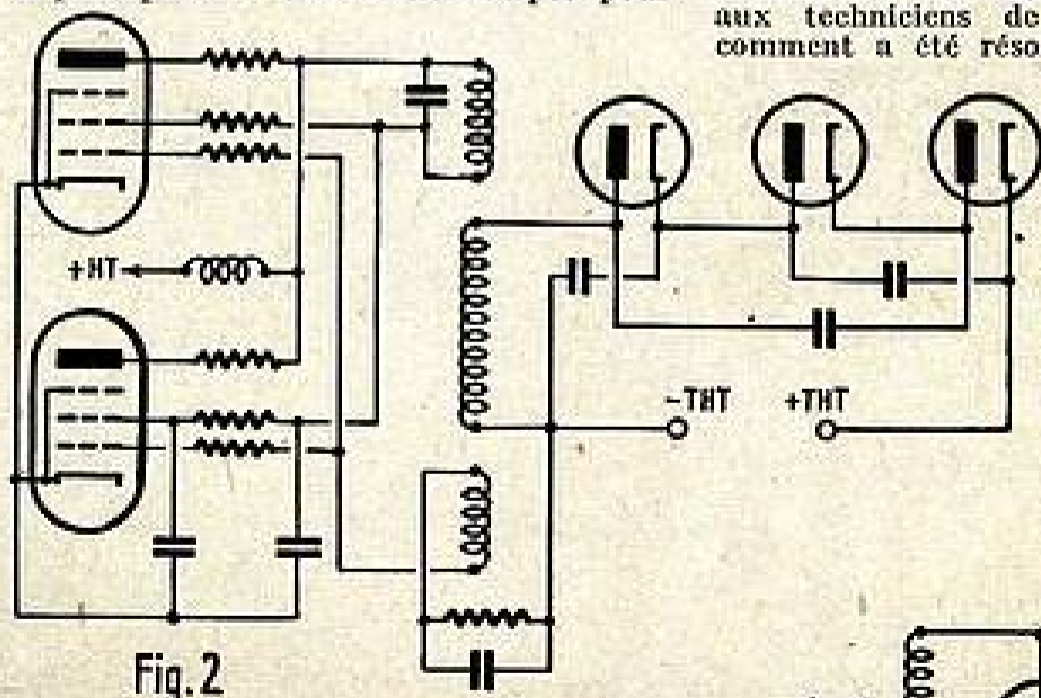 aux techniciens de
comment a été réso
+HT
-THT +THT
Fig. 2